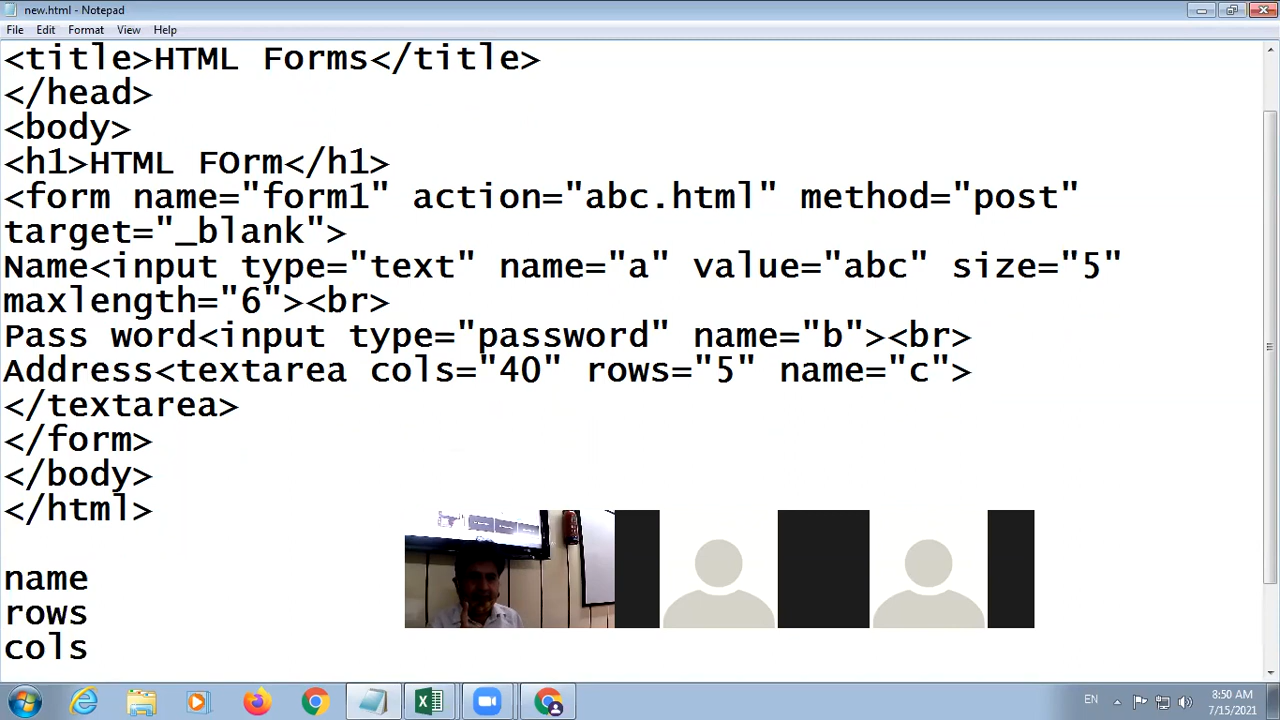 new.html - Notepad
File Edit Format View Help
<title>HTML Forms</title>
</head>
<body>
<h1>HTML FOrm</h1>
<form name="form1" action="abc.html" method="post"
target="_blank">
Name<input type="text" name="a" value="abc" size="5"
maxlength="6"><br>
Pass word<input type="password" name="b"><br>
Address<textarea cols="40" rows="5" name="c">
</textarea>
</form>
</body>
</html>
name
rows
cols
EN
8:50 AM
7/15/2021